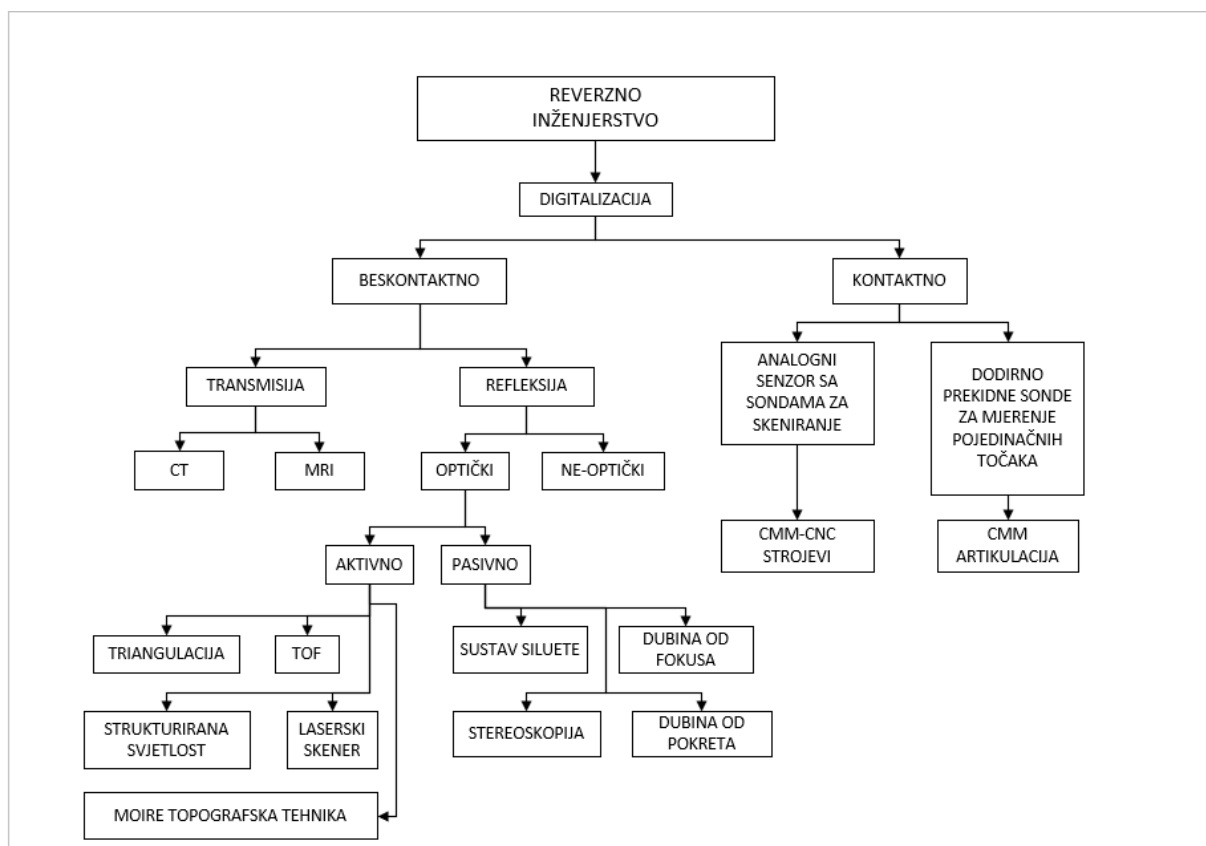 REVERZNO
INŽENJERSTVO
DIGITALIZACIJA
BESKONTAKTNO
KONTAKTNO
TRANSMISIJA
REFLEKSIJA
ANALOGNI
SENZOR SA
SONDAMA ZA
SKENIRANJE
DODIRNO
PREKIDNE SONDE
ZA MJERENJE
POJEDINAČNIH
TOČAKA
CT
MRI
OPTIČKI
NE-OPTIČKI
CMM-CNC
STROJEVI
CMM
ARTIKULACIJA
AKTIVNO
PASIVNO
TRIANGULACIJA
TOF
SUSTAV SILUETE
DUBINA OD
FOKUSA
STRUKTURIRANA
SVJETLOST
LASERSKI
SKENER
STEREOSKOPIJA
DUBINA OD
POKRETA
MOIRE TOPOGRAFSKA TEHNIKA